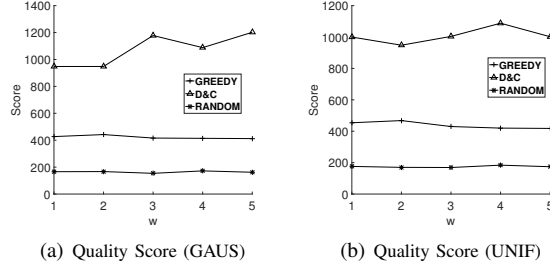 1400
1200
1000
800
600
400
200
0
Score
GREEDY
D&C
RANDOM
1 2 3 4 5
w
(a) Quality Score (GAUS)
1200
1000
800
600
400
200
0
Score
GREEDY
D&C
RANDOM
1 2 3 4 5
w
(b) Quality Score (UNIF)